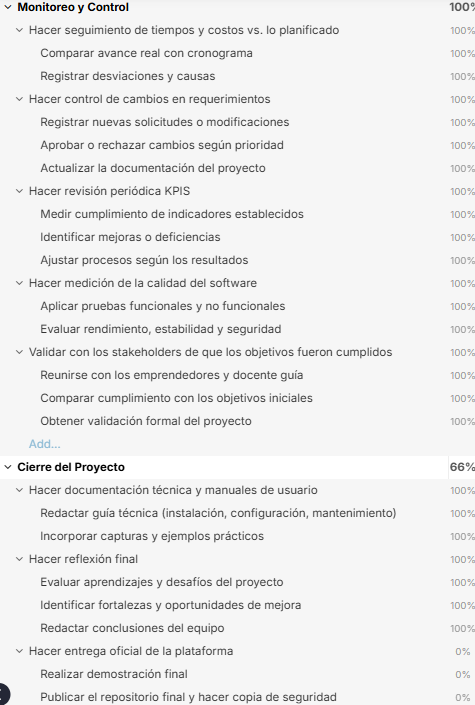 Monitoreo y Control 100%
Hacer seguimiento de tiempos y costos vs. lo planificado 100%
Comparar avance real con cronograma 100%
Registrar desviaciones y causas 100%
Hacer control de cambios en requerimientos 100%
Registrar nuevas solicitudes o modificaciones 100%
Aprobar o rechazar cambios según prioridad 100%
Actualizar la documentación del proyecto 100%
Hacer revisión periódica KPIS 100%
Medir cumplimiento de indicadores establecidos 100%
Identificar mejoras o deficiencias 100%
Ajustar procesos según los resultados 100%
Hacer medición de la calidad del software 100%
Aplicar pruebas funcionales y no funcionales 100%
Evaluar rendimiento, estabilidad y seguridad 100%
Validar con los stakeholders de que los objetivos fueron cumplidos 100%
Reunirse con los emprendedores y docente guía 100%
Comparar cumplimiento con los objetivos iniciales 100%
Obtener validación formal del proyecto 100%
Add...
Cierre del Proyecto 66%
Hacer documentación técnica y manuales de usuario 100%
Redactar guía técnica (instalación, configuración, mantenimiento) 100%
Incorporar capturas y ejemplos prácticos 100%
Hacer reflexión final 100%
Evaluar aprendizajes y desafíos del proyecto 100%
Identificar fortalezas y oportunidades de mejora 100%
Redactar conclusiones del equipo 100%
Hacer entrega oficial de la plataforma 0%
Realizar demostración final 0%
Publicar el repositorio final y hacer copia de seguridad 0%